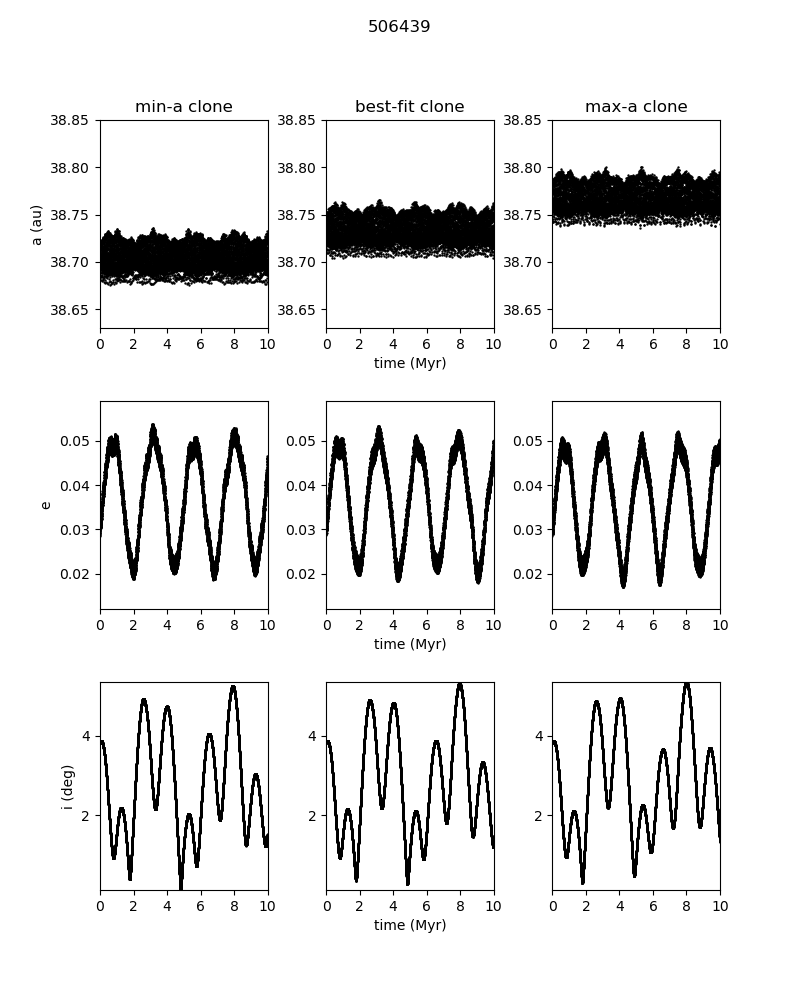 506439
min-a clone best-fit clone max-a clone
38.85 38.85 38.85
38.80 38.80 38.80
38.75 38.75 38.75
a (au)
38.70 38.70 38.70
38.65 38.65 38.65
0 2 4 6 8 10 0 2 4 6 8 10 0 2 4 6 8 10
time (Myr)
0.05 0.05 0.05
0.04 0.04 0.04
e
0.03 0.03 0.03
0.02 0.02 0.02
0 2 4 6 8 10 0 2 4 6 8 10 0 2 4 6 8 10
time (Myr)
4 4 4
i (deg)
2 2 2
0 2 4 6 8 10 0 2 4 6 8 10 0 2 4 6 8 10
time (Myr)